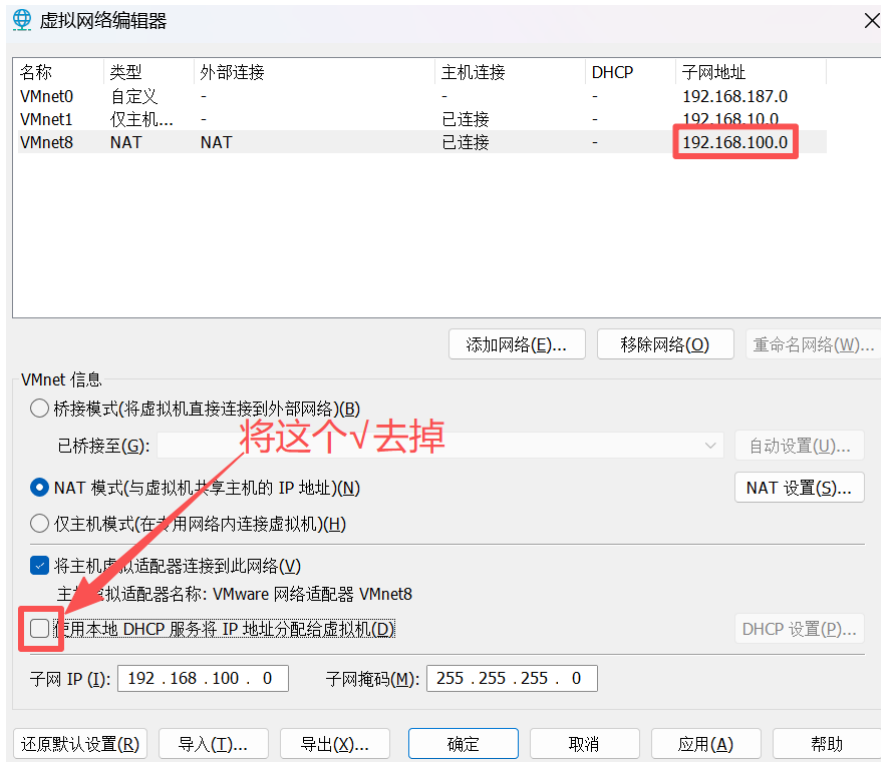 虚拟网络编辑器
名称 类型 外部连接 主机连接 DHCP 子网地址
VMnet0 自定义 - - - 192.168.187.0
VMnet1 仅主机... - 已连接 - 192.168.10.0
VMnet8 NAT NAT 已连接 - 192.168.100.0
添加网络(E)... 移除网络(O) 重命名网络(W)...
VMnet 信息
桥接模式(将虚拟机直接连接到外部网络)(B)
将这个√去掉
已桥接至(G): 自动设置(U)...
NAT 模式(与虚拟机共享主机的 IP 地址)(N) NAT 设置(S)...
仅主机模式(在专用网络内连接虚拟机)(H)
将主机虚拟适配器连接到此网络(V)
主机虚拟适配器名称: VMware 网络适配器 VMnet8
使用本地 DHCP 服务将 IP 地址分配给虚拟机(D) DHCP 设置(P)...
子网 IP (I): 192 . 168 . 100 . 0 子网掩码(M): 255 . 255 . 255 . 0
还原默认设置(R) 导入(T)... 导出(X)... 确定 取消 应用(A) 帮助